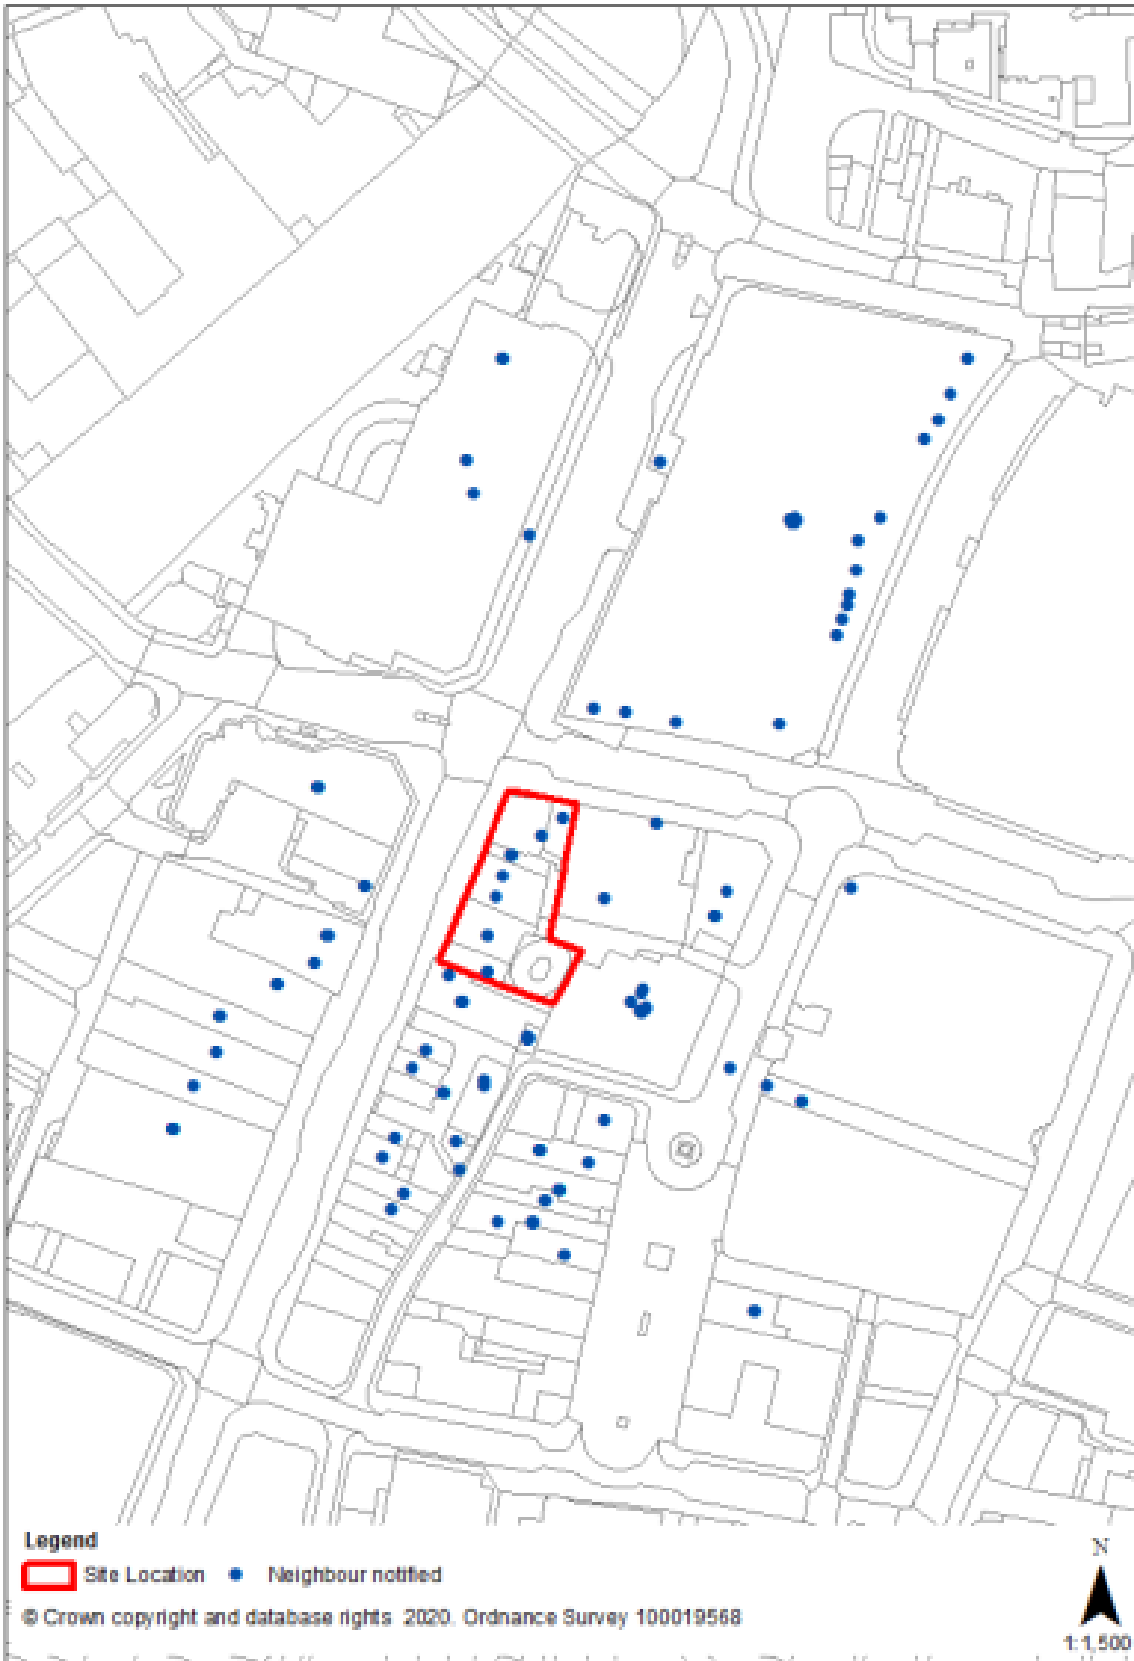 Legend
Site Location Neighbour notified
© Crown copyright and database rights 2020. Ordnance Survey 100019568
N
1:1,500